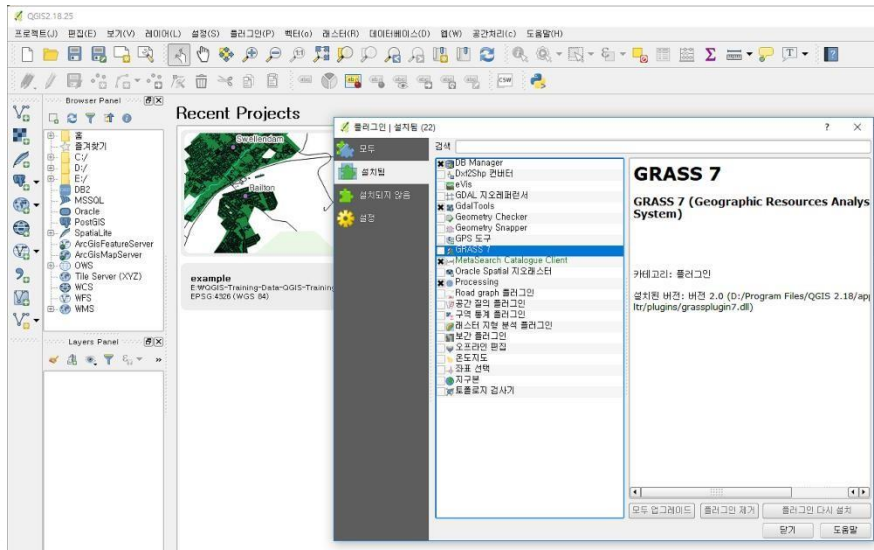 QGIS2.18.25
프로젝트(J) 편집(E) 보기(V) 레이어(L) 설정(S) 플러그인(P) 벡터(o) 래스터(R) 데이터베이스(D) 웹(W) 공간처리(c) 도움말(H)
Browser Panel
홈
즐겨찾기
C:/
D:/
E:/
DB2
MSSQL
Oracle
PostGIS
SpatiaLite
ArcGisFeatureServer
ArcGisMapServer
OWS
Tile Server (XYZ)
WCS
WFS
WMS
Layers Panel
Recent Projects
Swellendam
Railton
example
EPSG:4326 (WGS 84)
플러그인 | 설치됨 (22)
모두
설치됨
설치되지 않음
설정
검색
DB Manager
Dxf2Shp 컨버터
eVis
GDAL 지오레퍼런서
GdalTools
Geometry Checker
Geometry Snapper
GPS 도구
GRASS 7
MetaSearch Catalogue Client
Oracle Spatial 지오래스터
Processing
Road graph 플러그인
공간 질의 플러그인
구역 통계 플러그인
래스터 지형 분석 플러그인
보간 플러그인
오프라인 편집
온도지도
좌표 선택
지구본
토폴로지 검사기
GRASS 7
GRASS 7 (Geographic Resources Analys
System)
카테고리: 플러그인
설치된 버전: 버전 2.0 (D:/Program Files/QGIS 2.18/app
ltr/plugins/grassplugin7.dll)
모두 업그레이드 플러그인 제거 플러그인 다시 설치
닫기 도움말